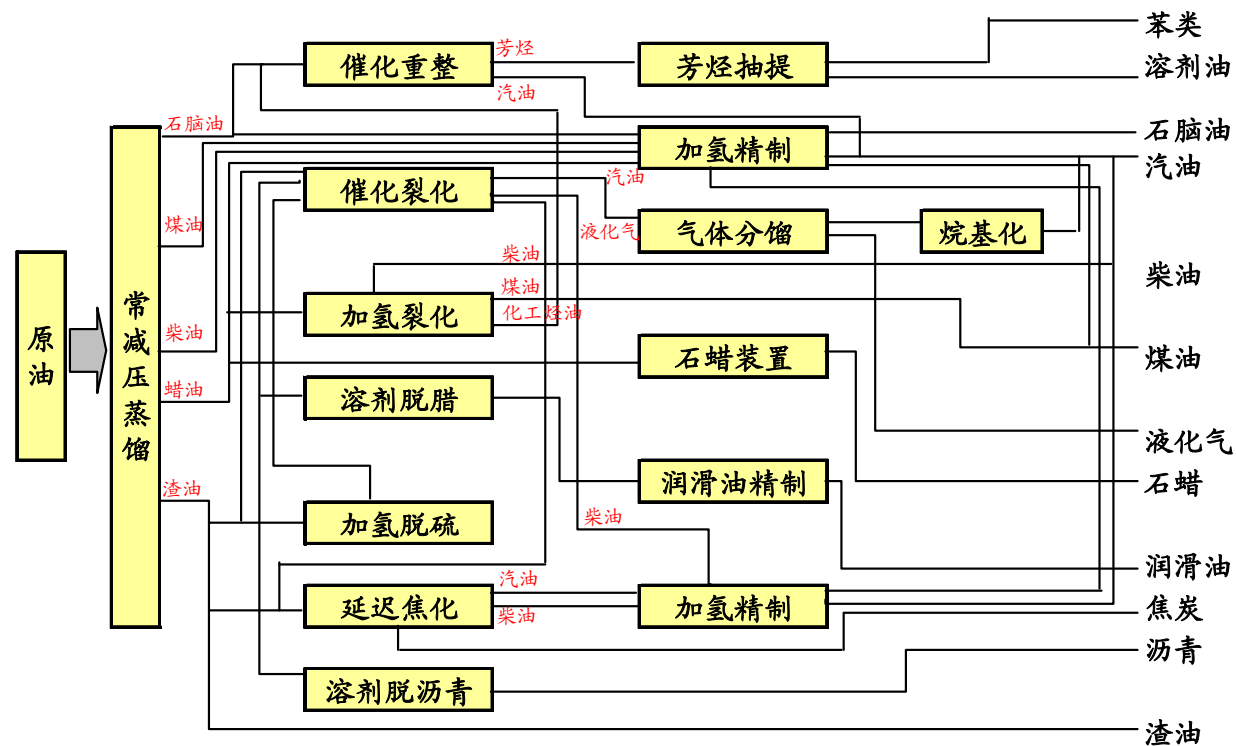 苯类
芳烃
催化重整
芳烃抽提
溶剂油
汽油
石脑油
石脑油
加氢精制
汽油
催化裂化
汽油
煤油
液化气
气体分馏
烷基化
柴油
柴油
煤油
加氢裂化
化工烃油
原油
常减压蒸馏
柴油
石蜡装置
煤油
蜡油
溶剂脱腊
液化气
渣油
润滑油精制
石蜡
加氢脱硫
柴油
润滑油
汽油
延迟焦化
柴油
加氢精制
焦炭
沥青
溶剂脱沥青
渣油